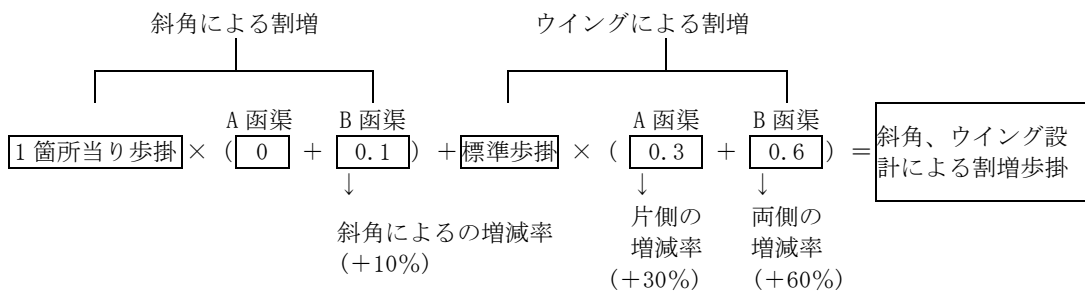 斜角による割増 ウイングによる割増
A 函渠 B 函渠 A 函渠 B 函渠
1 箇所当り歩掛 × ( 0 + 0.1 ) + 標準歩掛 × ( 0.3 + 0.6 ) = 斜角、ウイング設
計による割増歩掛
↓ ↓ ↓
斜角によるの増減率 片側の 両側の
(+10%) 増減率 増減率
(+30%) (+60%)